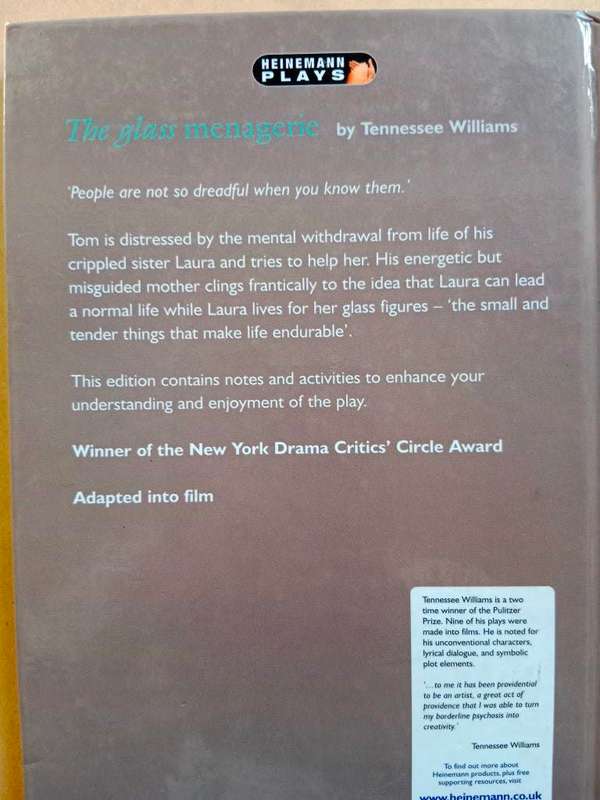 HEINEMANN
PLAYS
The glass menagerie by Tennessee Williams
'People are not so dreadful when you know them.'
Tom is distressed by the mental withdrawal from life of his
crippled sister Laura and tries to help her. His energetic but
misguided mother clings frantically to the idea that Laura can lead
a normal life while Laura lives for her glass figures – 'the small and
tender things that make life endurable'.
This edition contains notes and activities to enhance your
understanding and enjoyment of the play.
Winner of the New York Drama Critics' Circle Award
Adapted into film
Tennessee Williams is a two
time winner of the Pulitzer
Prize. Nine of his plays were
made into films. He is noted for
his unconventional characters,
lyrical dialogue, and symbolic
plot elements.
'…to me it has been providential
to be an artist, a great act of
providence that I was able to turn
my borderline psychosis into
creativity.'
Tennessee Williams
To find out more about
Heinemann products, plus free
supporting resources, visit
www.heinemann.co.uk